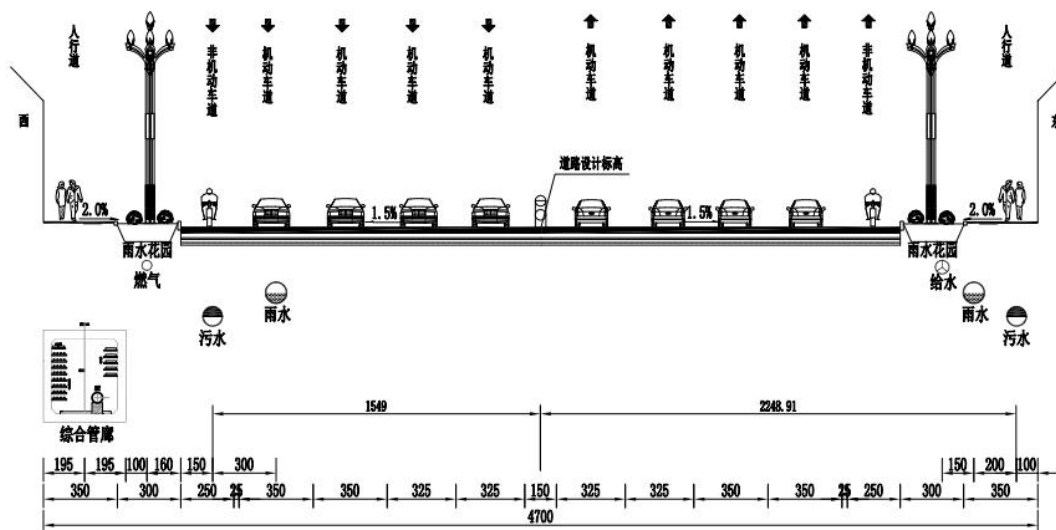 人行道
非机动车道
机动车道
机动车道
机动车道
机动车道
机动车道
机动车道
机动车道
机动车道
非机动车道
人行道
西
东
道路设计标高
2.0%
1.5%
1.5%
2.0%
雨水花园
雨水花园
燃气
给水
雨水
雨水
污水
污水
综合管廊
1549
2248.91
195
195
100
160
150
300
150
200
100
350
300
250
25
350
350
325
325
150
325
325
350
350
25
250
300
350
4700